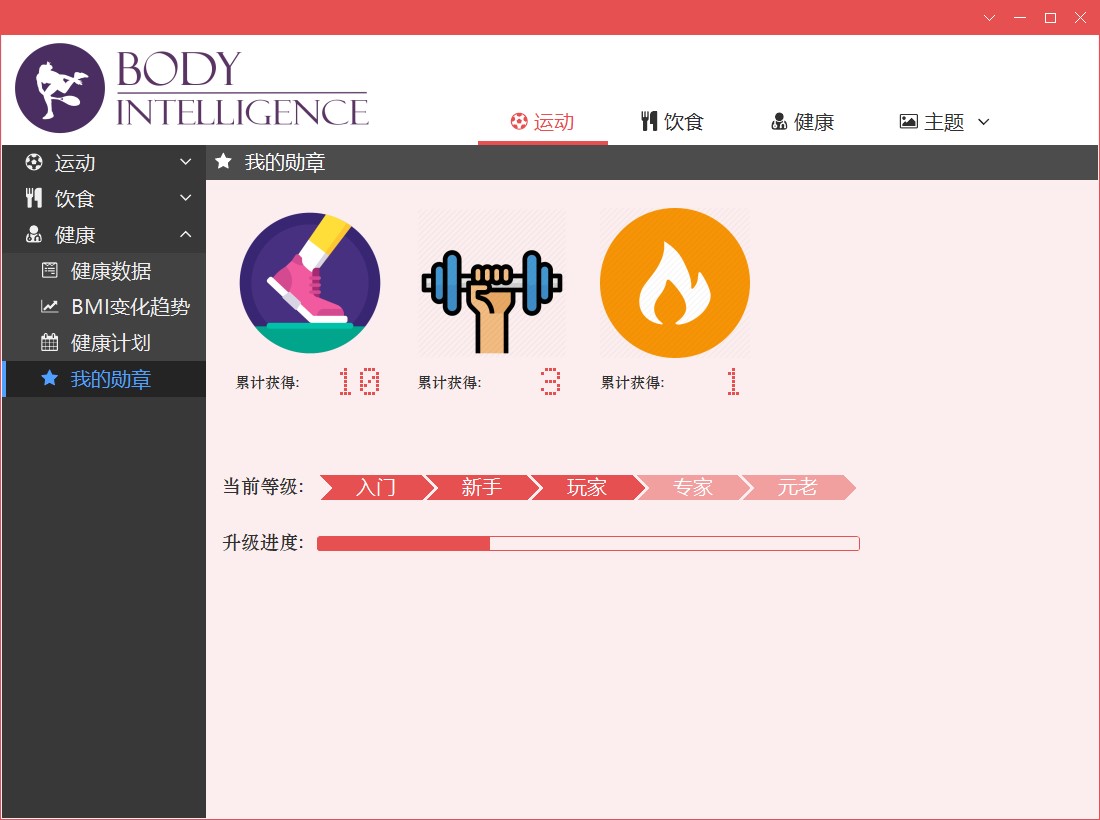 BODY
INTELLIGENCE
运动 饮食 健康 主题
运动
饮食
健康
健康数据
BMI变化趋势
健康计划
我的勋章
我的勋章
累计获得: 10 累计获得: 3 累计获得: 1
当前等级: 入门 新手 玩家 专家 元老
升级进度: